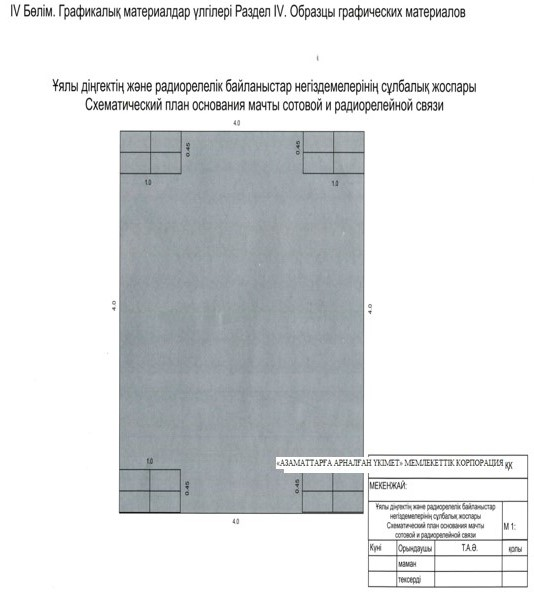 IV Бөлім. Графикалық материалдар үлгілері Раздел IV. Образцы графических материалов
Ұялы діңгектің және радиорелелік байланыстар негіздемелерінің сұлбалық жоспары
Схематический план основания мачты сотовой и радиорелейной связи
4.0
0.45
0.45
1.0
1.0
4.0
4.0
1.0
0.45
0.45
4.0
«АЗАМАТТАРҒА АРНАЛҒАН ҮКІМЕТ» МЕМЛЕКЕТТІК КОРПОРАЦИЯ ҚК
МЕКЕНЖАЙ:
Ұялы діңгектің және радиорелелік байланыстар
негіздемелерінің сұлбалық жоспары
Схематический план основания мачты
сотовой и радиорелейной связи
М 1:
Күні Орындаушы Т.А.Ә. қолы
маман
тексерді